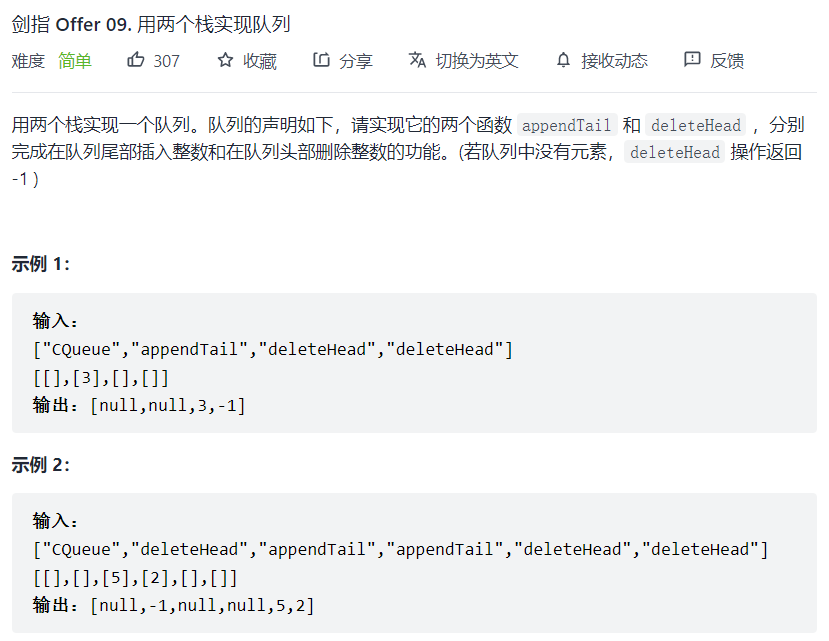 剑指 Offer 09. 用两个栈实现队列
难度 简单 307 收藏 分享 切换为英文 接收动态 反馈
用两个栈实现一个队列。队列的声明如下，请实现它的两个函数 appendTail 和 deleteHead ，分别
完成在队列尾部插入整数和在队列头部删除整数的功能。(若队列中没有元素，deleteHead 操作返回
-1 )
示例 1：
输入：
["CQueue","appendTail","deleteHead","deleteHead"]
[[],[3],[],[]]
输出：[null,null,3,-1]
示例 2：
输入：
["CQueue","deleteHead","appendTail","appendTail","deleteHead","deleteHead"]
[[],[],[5],[2],[],[]]
输出：[null,-1,null,null,5,2]